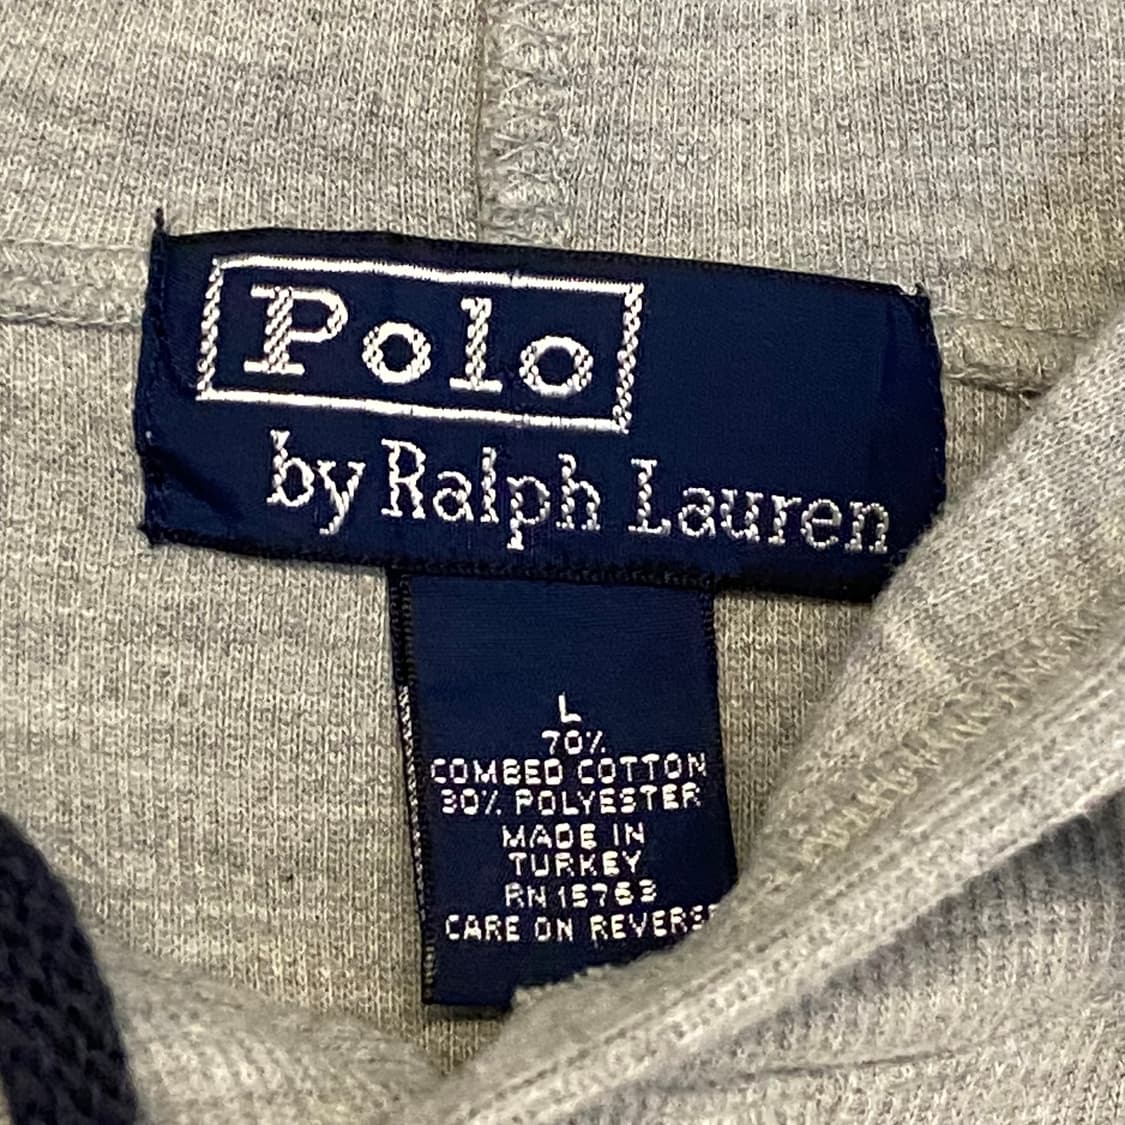 Polo
by Ralph Lauren
L
70%
COMBED COTTON
30% POLYESTER
MADE IN
TURKEY
RN 15763
CARE ON REVERSE